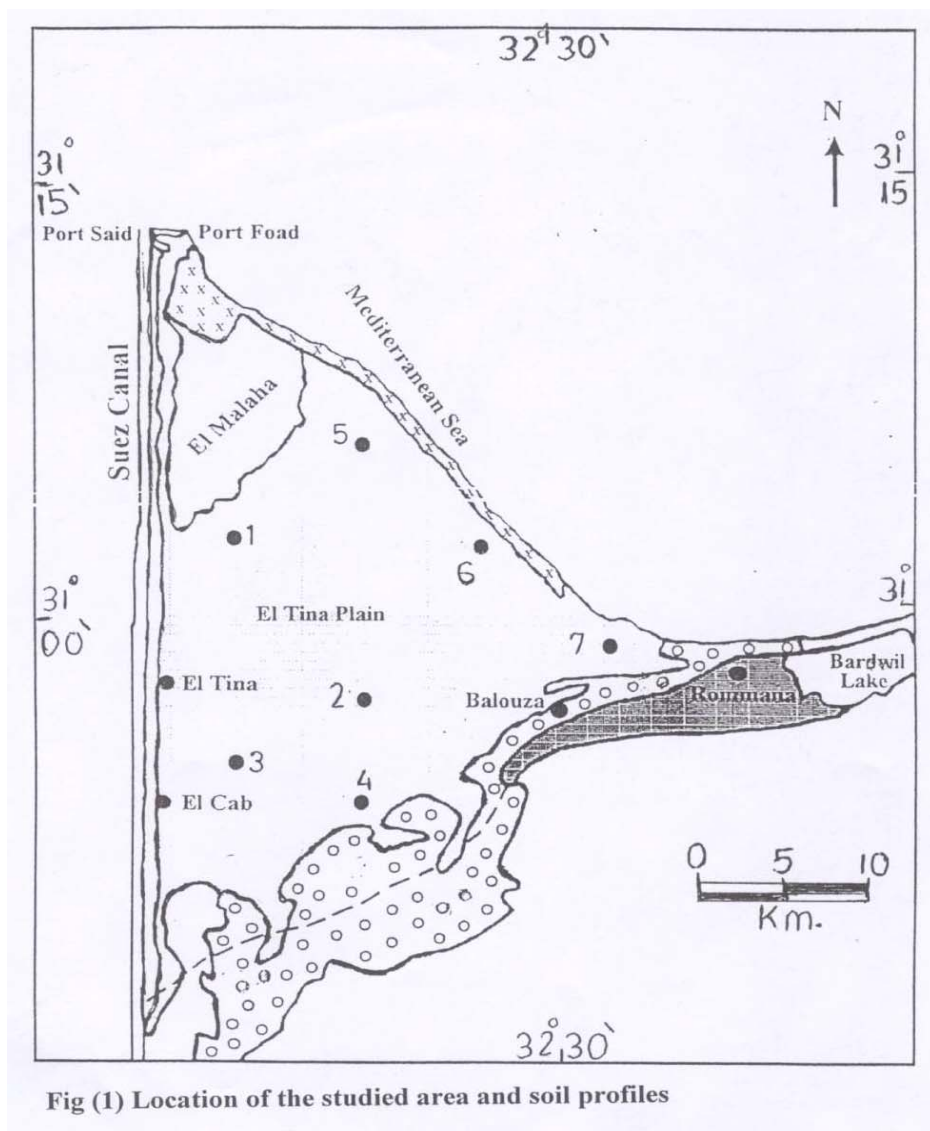 32° 30'
N
31°
15'
31°
15
Port Said
Port Foad
Mediterranean Sea
Suez Canal
El Malaha
5
1
6
31°
00'
31°
El Tina Plain
7
Bardwil
Lake
El Tina
2
Balouza
Rommana
3
El Cab
4
0 5 10
Km.
32° 30'
Fig (1) Location of the studied area and soil profiles